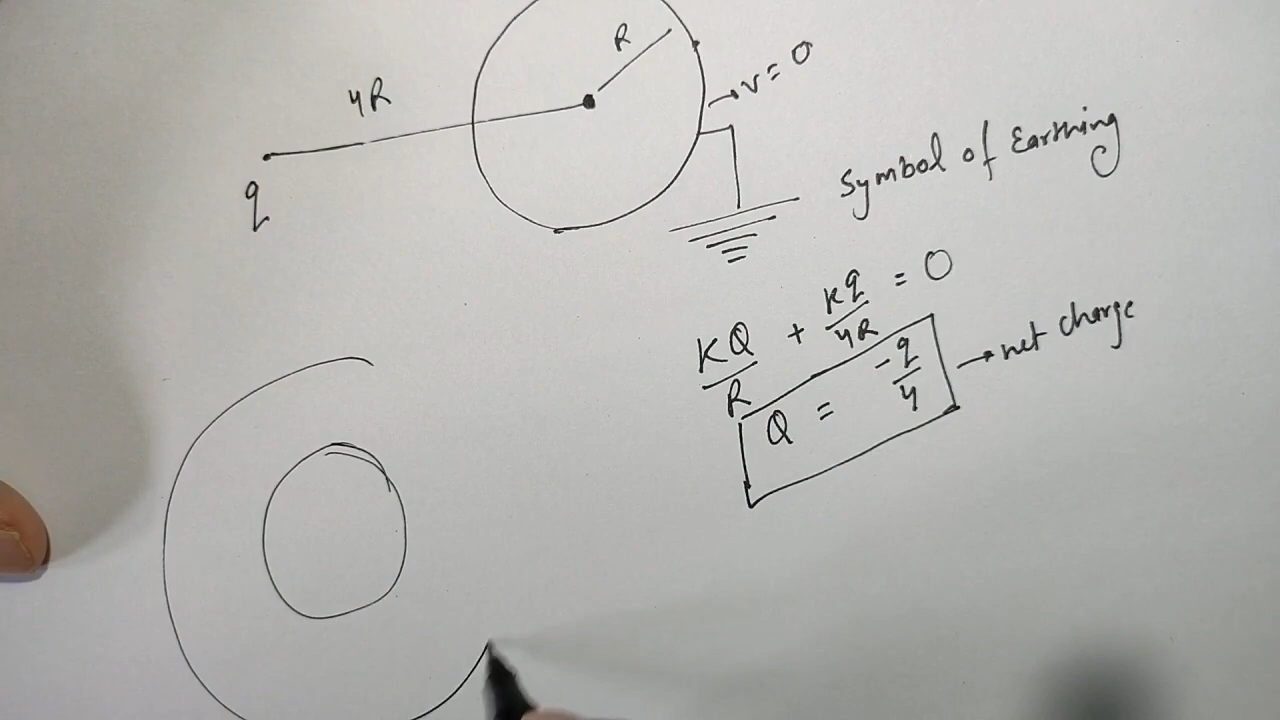 R
4R
→ v = 0
q
Symbol of Earthing
KQ/R + Kq/4R = 0
Q = -q/4 → net charge